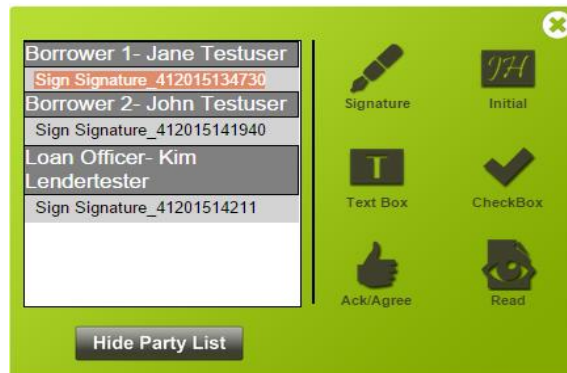 Borrower 1- Jane Testuser
Sign Signature_412015134730
Borrower 2- John Testuser
Sign Signature_412015141940
Loan Officer- Kim
Lendertester
Sign Signature_41201514211
Hide Party List
Signature
JH
Initial
T
Text Box
CheckBox
Ack/Agree
Read